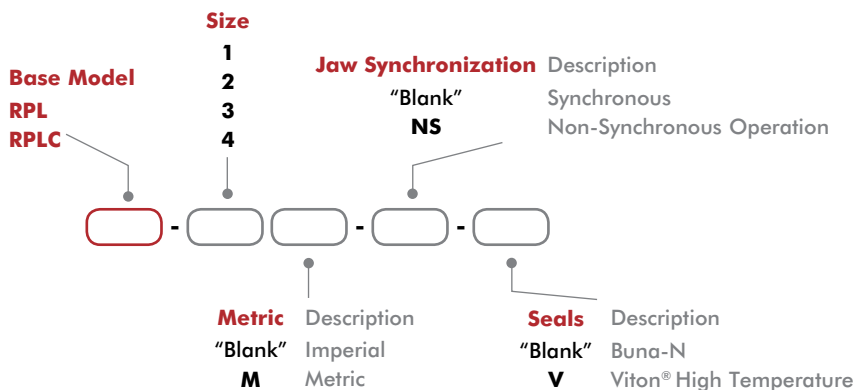 Size
1
2
3
4
Base Model
RPL
RPLC
Jaw Synchronization Description
“Blank” Synchronous
NS Non-Synchronous Operation
- - -
Metric Description
“Blank” Imperial
M Metric
Seals Description
“Blank” Buna-N
V Viton® High Temperature